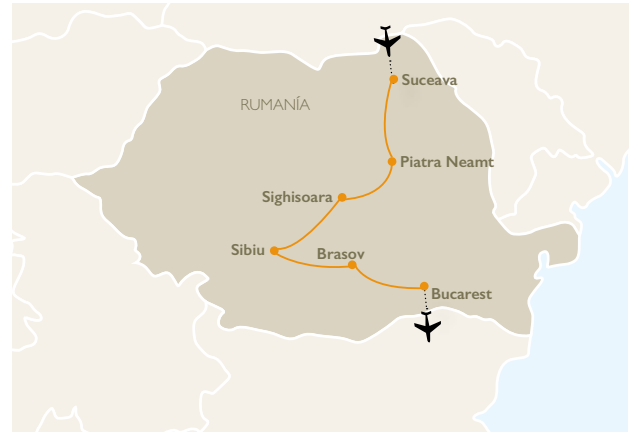 Suceava
RUMANÍA
Piatra Neamt
Sighisoara
Sibiu
Brasov
Bucarest